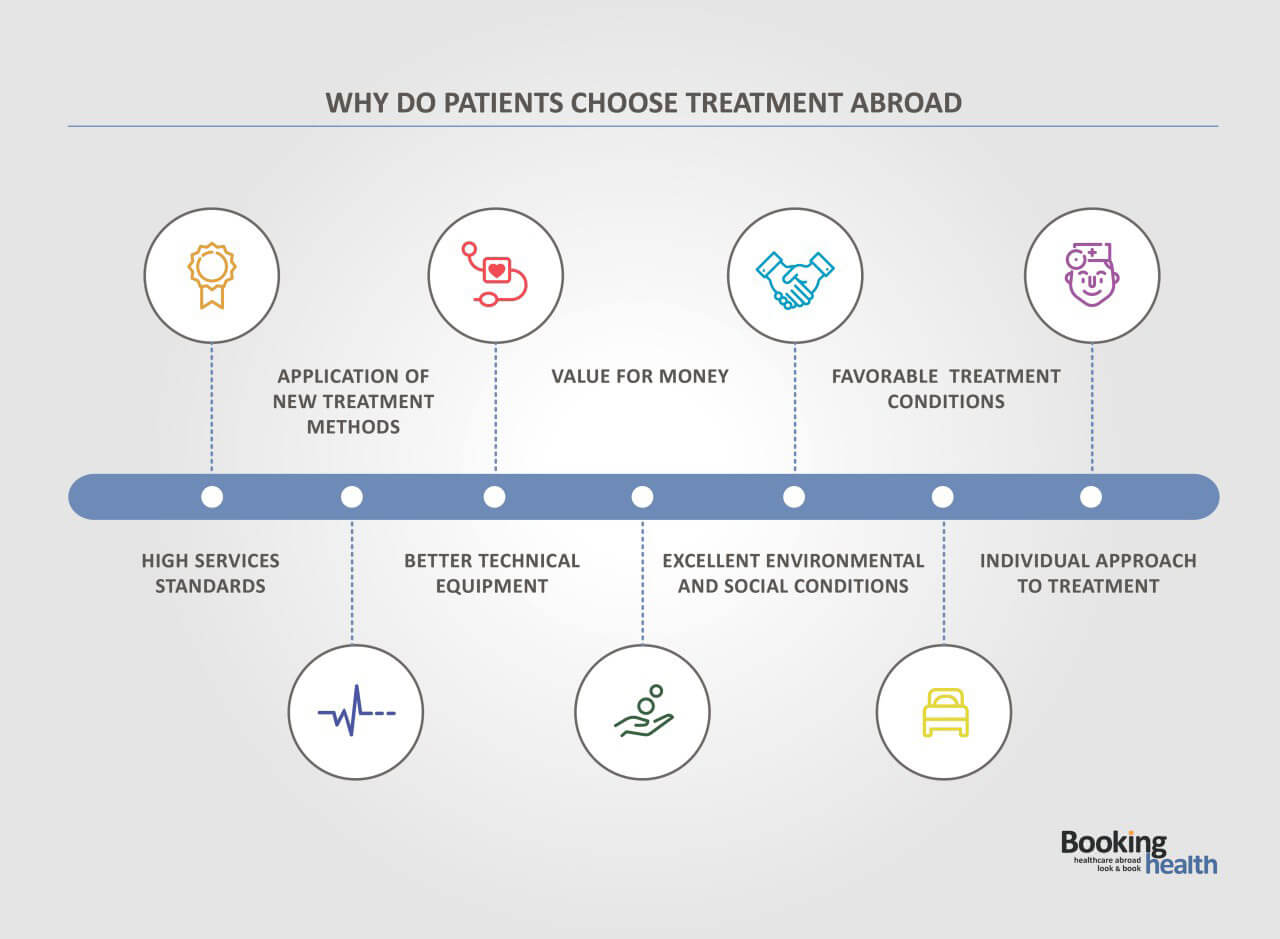 WHY DO PATIENTS CHOOSE TREATMENT ABROAD
APPLICATION OF
NEW TREATMENT
METHODS
VALUE FOR MONEY
FAVORABLE TREATMENT
CONDITIONS
HIGH SERVICES
STANDARDS
BETTER TECHNICAL
EQUIPMENT
EXCELLENT ENVIRONMENTAL
AND SOCIAL CONDITIONS
INDIVIDUAL APPROACH
TO TREATMENT
Booking
healthcare abroad
look & book
health